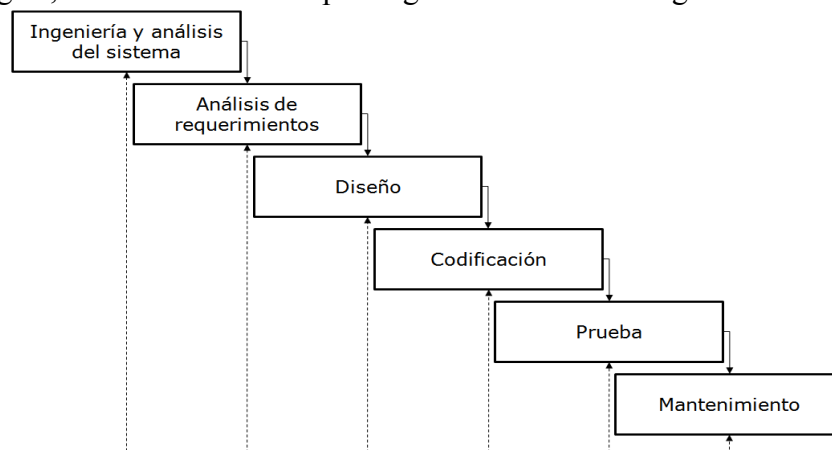 Ingeniería y análisis
del sistema
Análisis de
requerimientos
Diseño
Codificación
Prueba
Mantenimiento